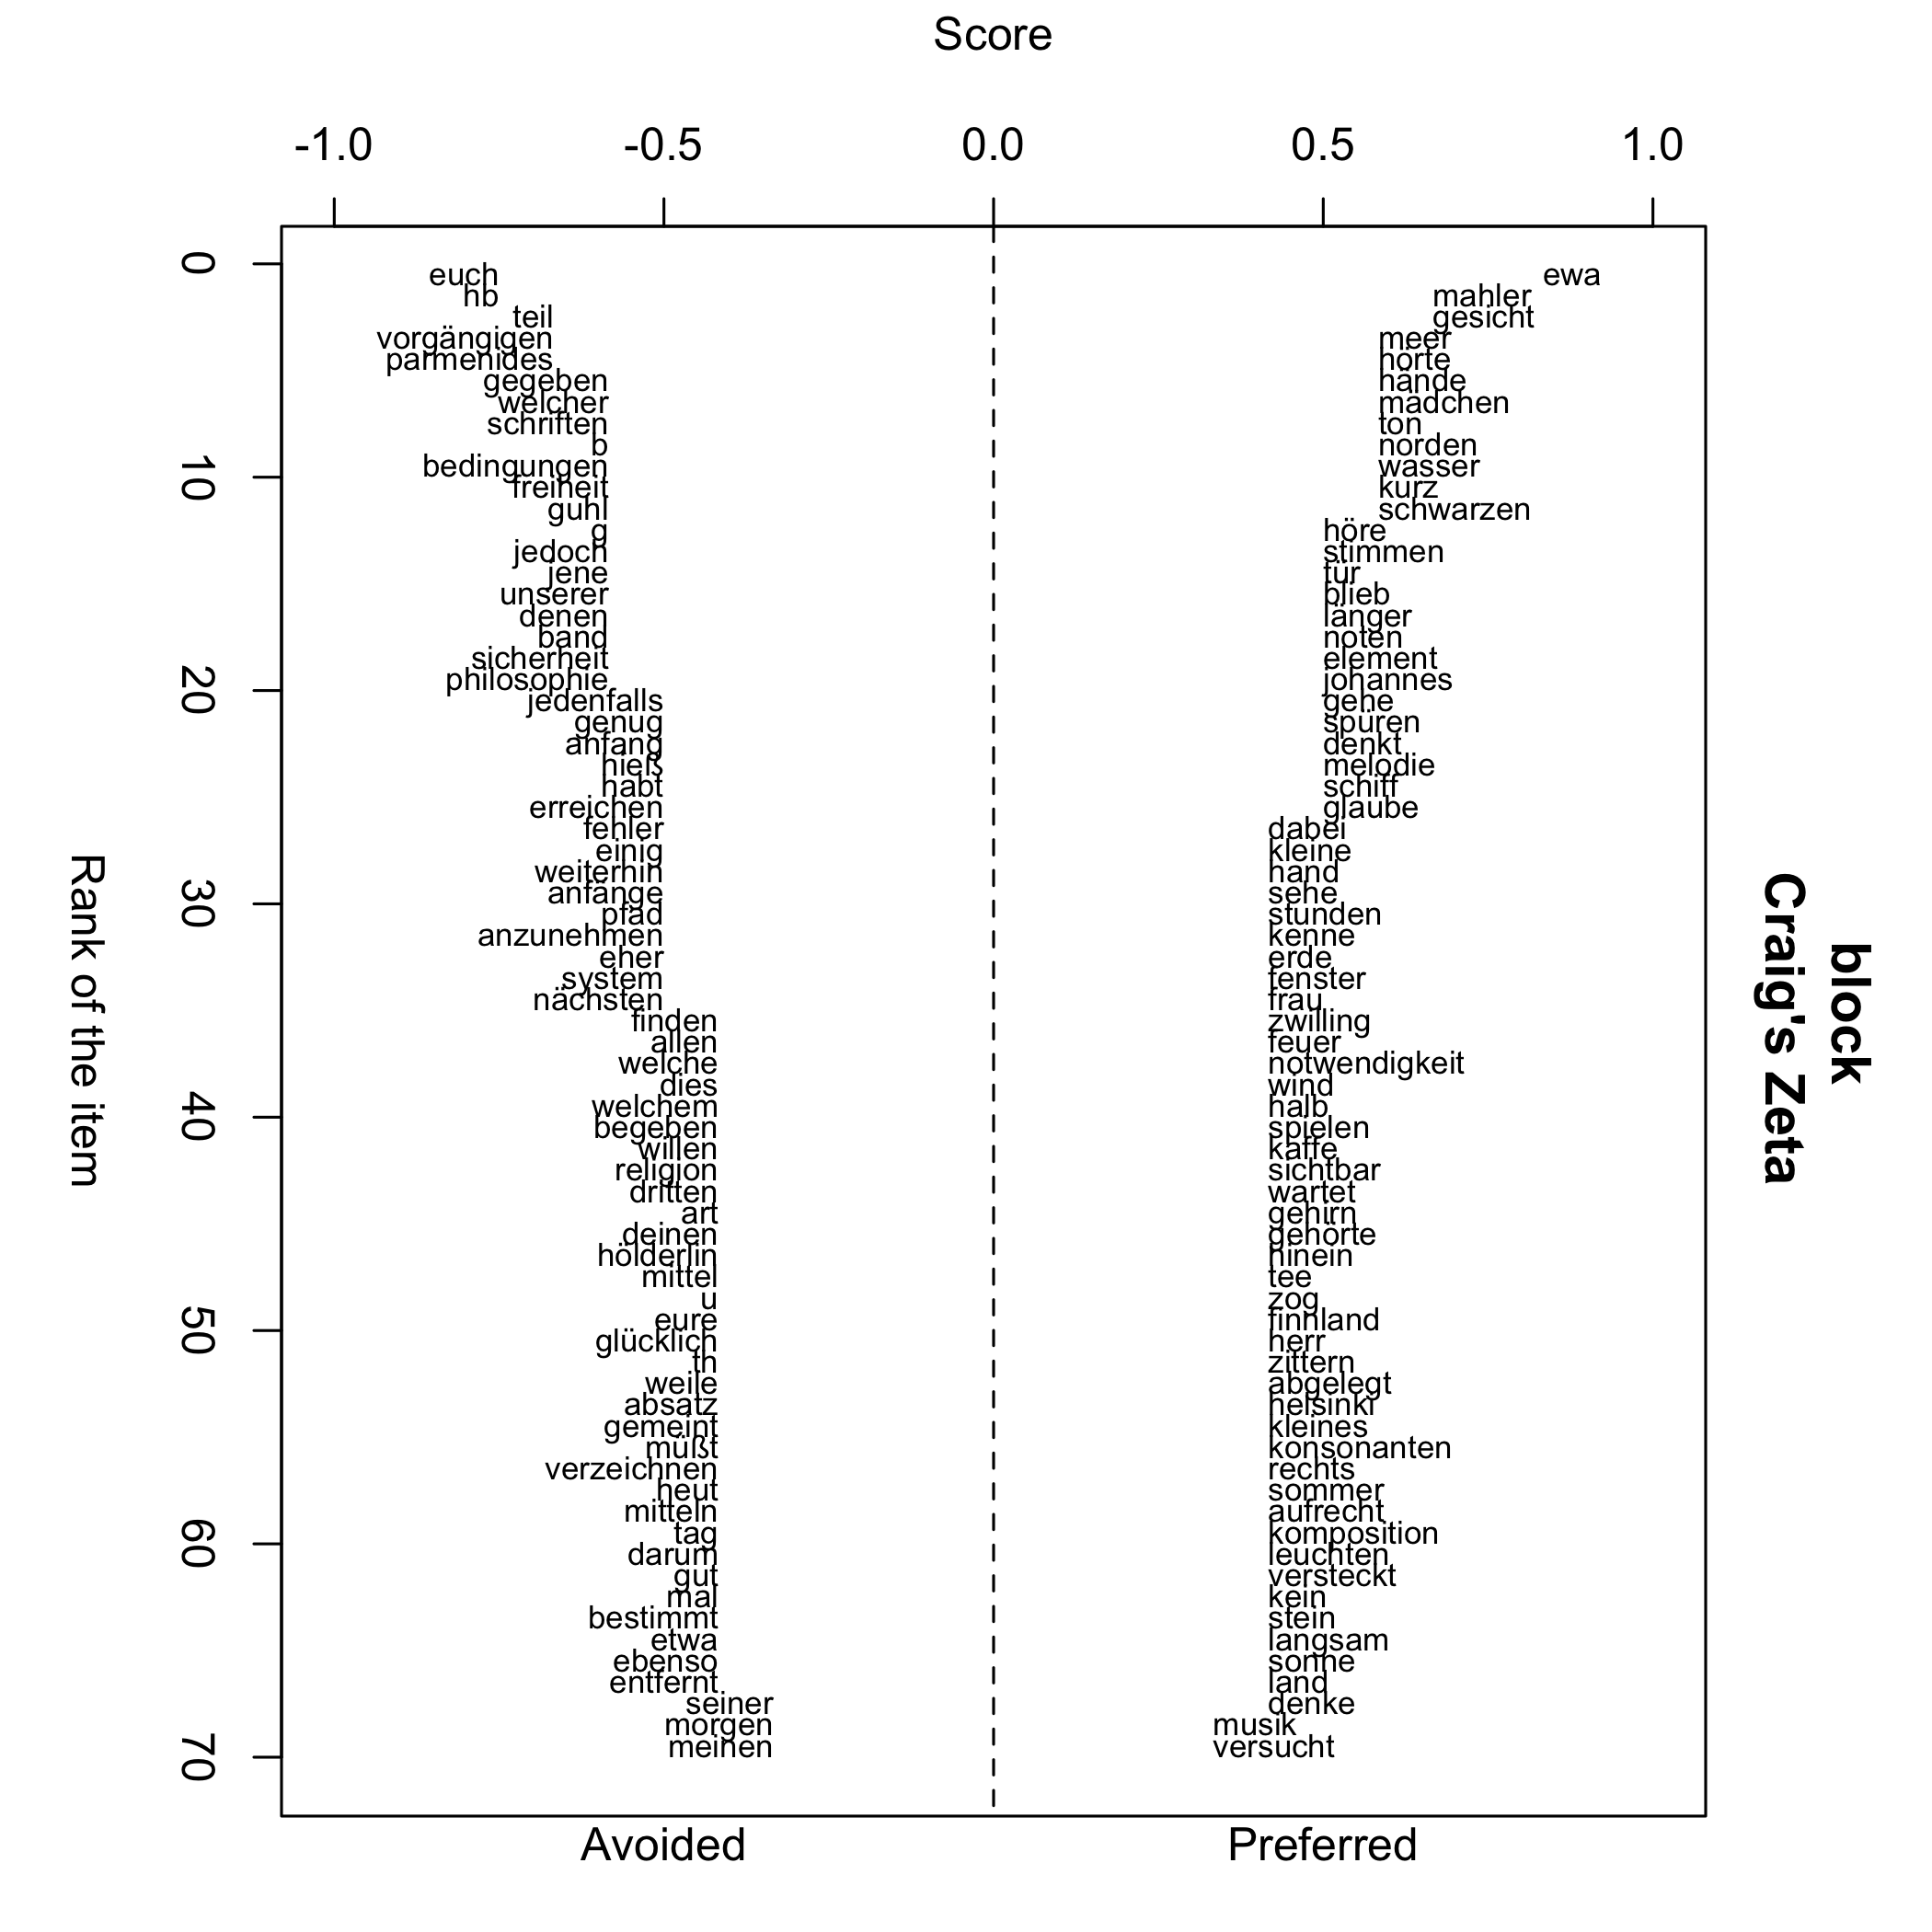 Score
-1.0 -0.5 0.0 0.5 1.0
block
Craig's Zeta
Rank of the item
0
10
20
30
40
50
60
70
euch
hb
teil
vorgängigen
parmenides
gegeben
welcher
schriften
b
bedingungen
freiheit
guhl
g
jedoch
jene
unserer
denen
band
sicherheit
philosophie
jedenfalls
genug
anfang
hieß
habt
erreichen
fehler
einig
weiterhin
anfänge
pfad
anzunehmen
eher
system
nächsten
finden
allen
welche
dies
welchem
begeben
willen
religion
dritten
art
deinen
hölderlin
mittel
u
eure
glücklich
th
weile
absatz
gemeint
müßt
verzeichnen
heut
mitteln
tag
darum
gut
mal
bestimmt
etwa
ebenso
entfernt
seiner
morgen
meinen
ewa
mahler
gesicht
meer
hörte
hände
mädchen
ton
norden
wasser
kurz
schwarzen
höre
stimmen
für
blieb
länger
noten
element
johannes
gehe
spüren
denkt
melodie
schiff
glaube
dabei
kleine
hand
sehe
stunden
kenne
erde
fenster
frau
zwilling
feuer
notwendigkeit
wind
halb
spielen
kaffe
sichtbar
wartet
gehirn
gehörte
hinein
tee
zog
finnland
herr
zittern
abgelegt
helsinki
kleines
konsonanten
rechts
sommer
aufrecht
komposition
leuchten
versteckt
kein
stein
langsam
sonne
land
denke
musik
versucht
Avoided
Preferred